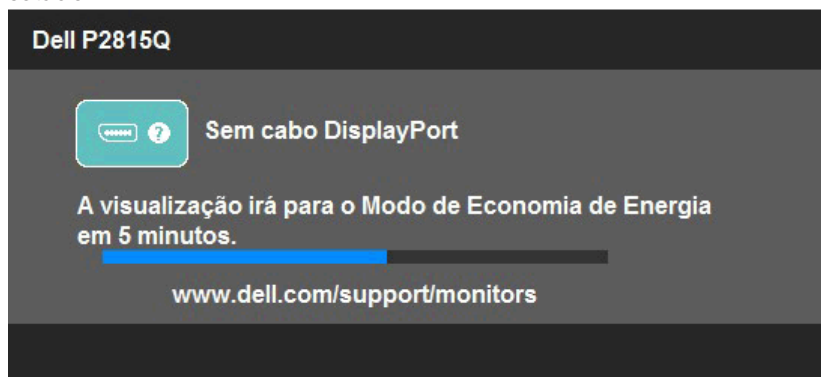 Dell P2815Q
Sem cabo DisplayPort
A visualização irá para o Modo de Economia de Energia
em 5 minutos.
www.dell.com/support/monitors